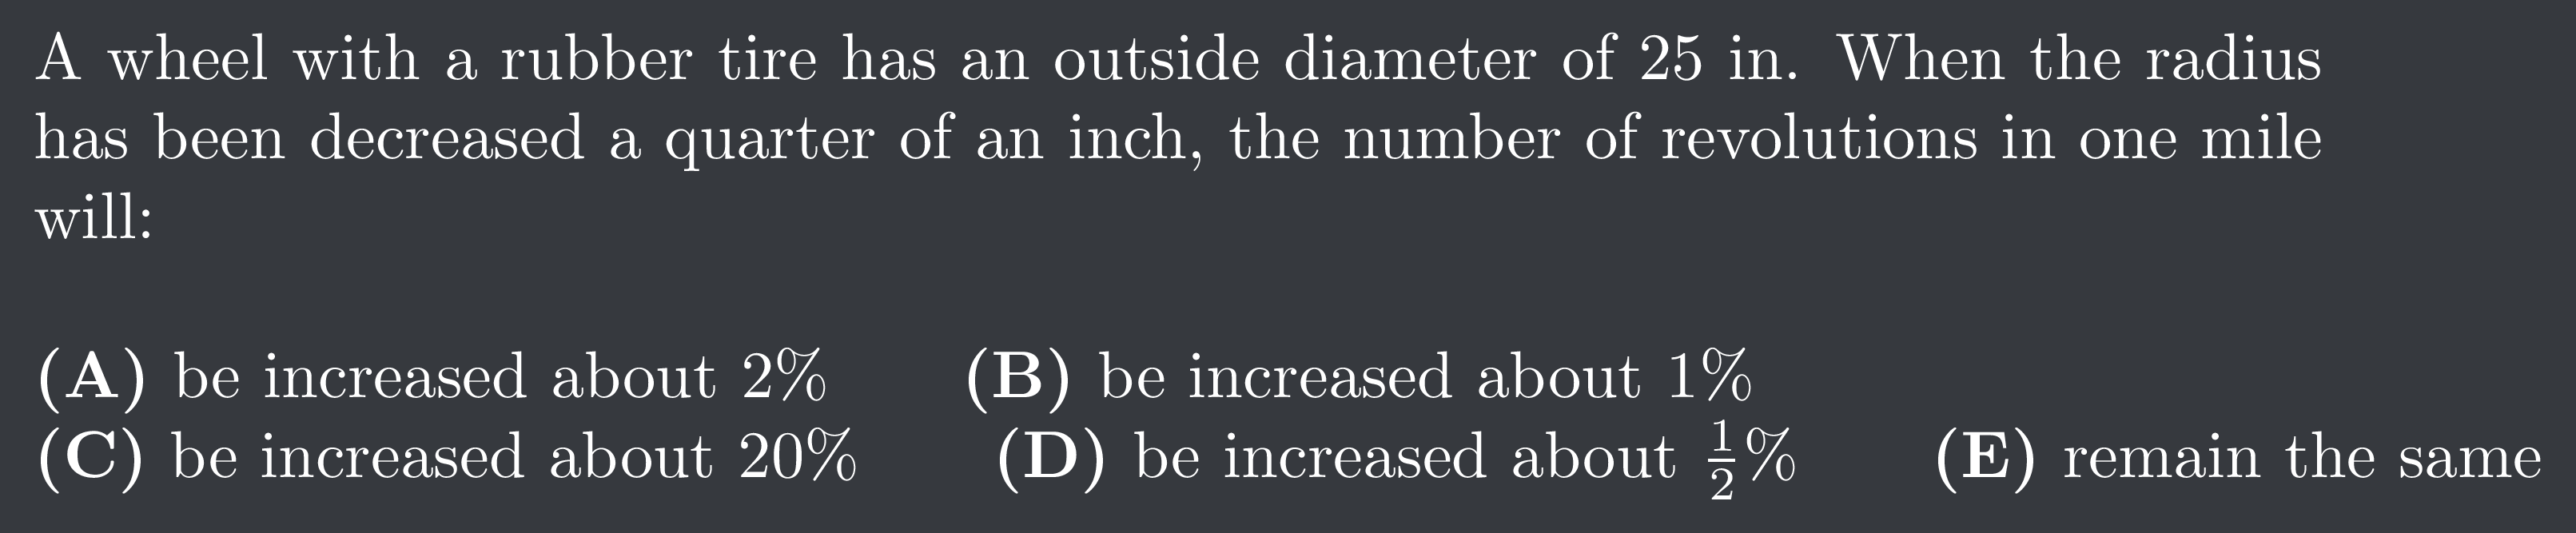 A wheel with a rubber tire has an outside diameter of 25 in. When the radius
has been decreased a quarter of an inch, the number of revolutions in one mile
will:
(A) be increased about 2% (B) be increased about 1%
(C) be increased about 20% (D) be increased about \frac{1}{2}% (E) remain the same